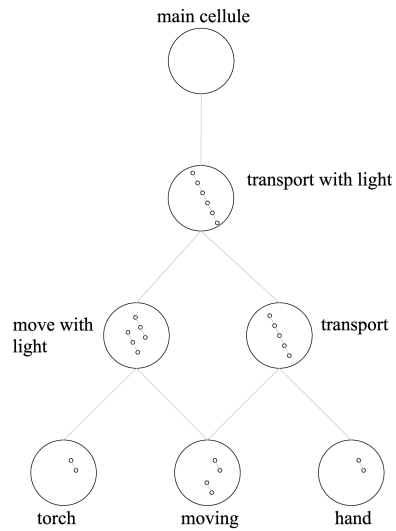 main cellule
transport with light
move with
light
transport
torch
moving
hand